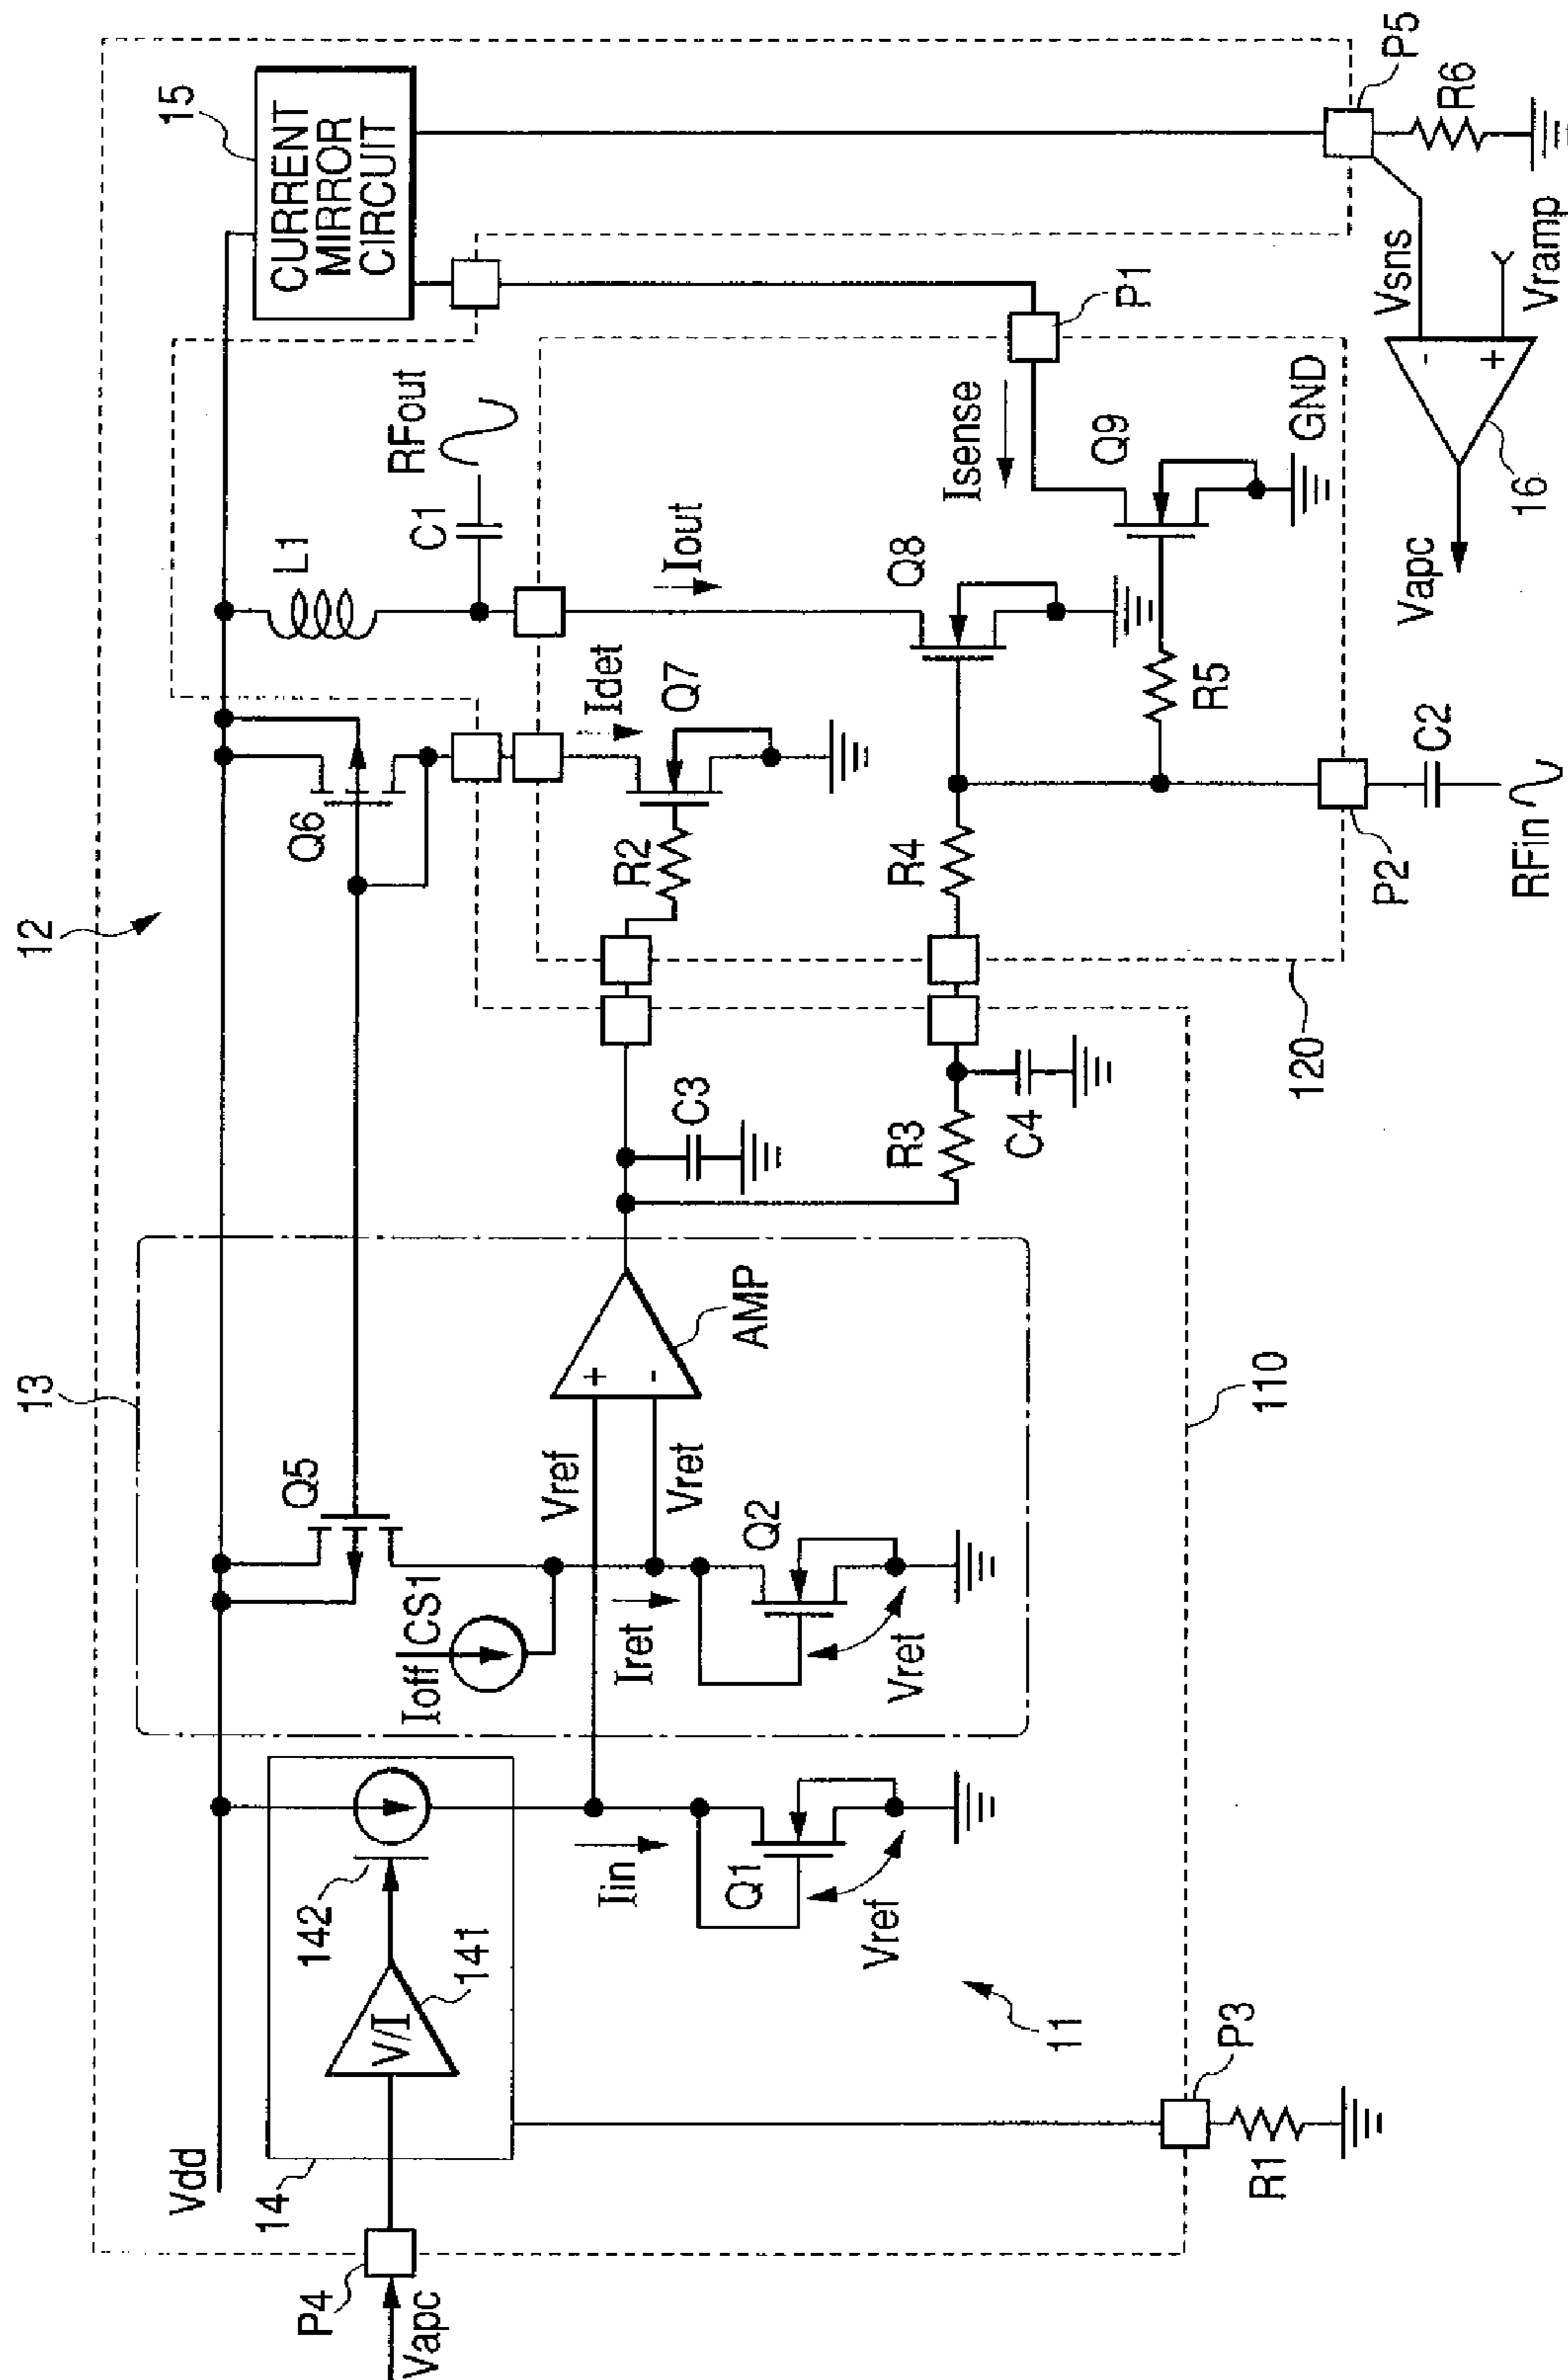 12
13
15
CURRENT
MIRROR
CIRCUIT
Vdd
14
142
V/I
141
P4
Vapc
Ioff
CS1
Q5
Q6
L1
C1
RFout
Iin
Q1
Vref
Iret
Q2
Vret
Vref
Vret
AMP
C3
R2
Idet
Q7
Iout
Isense
P1
R3
C4
R4
Q8
R5
Q9
GND
11
P3
R1
110
120
P2
C2
RFin
Vapc
16
Vsns
Vramp
P5
R6
-
+
+
-